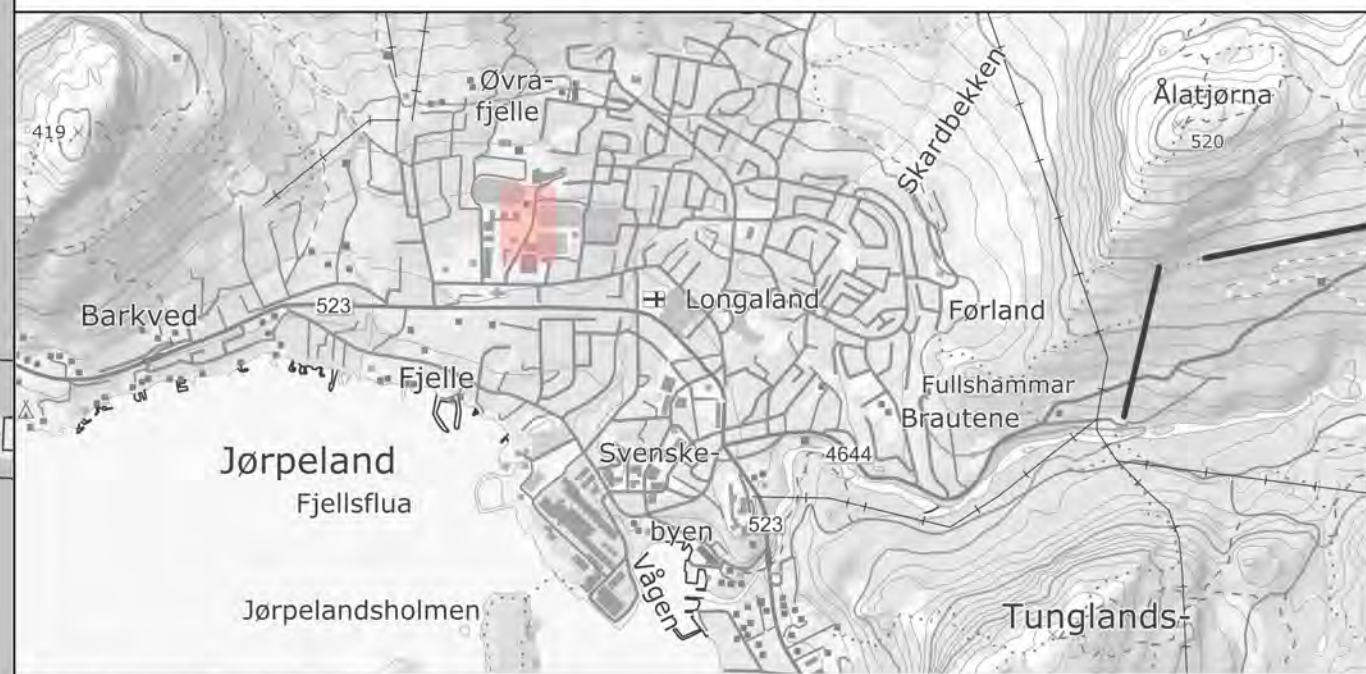 Øvra-
fjelle
Skardbekken
Ålatjørna
520
419
Barkved
523
Longaland
Førland
Fjelle
Fullshammar
Brautene
Jørpeland
Svenske-
4644
Fjellsflua
byen
523
Vågen
Jørpelandsholmen
Tunglands-